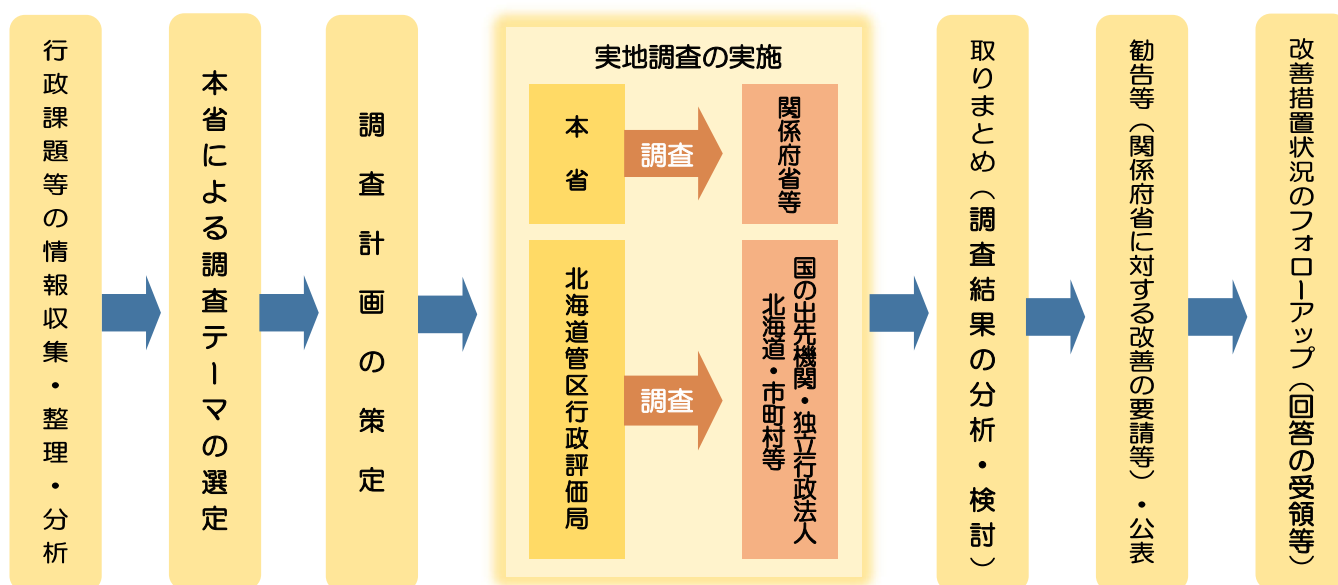 行政課題等の情報収集・整理・分析
本省による調査テーマの選定
調査計画の策定
実地調査の実施
本省
調査
関係府省等
北海道管区行政評価局
調査
国の出先機関・独立行政法人
北海道・市町村等
取りまとめ（調査結果の分析・検討）
勧告等（関係府省に対する改善の要請等）・公表
改善措置状況のフォローアップ（回答の受領等）